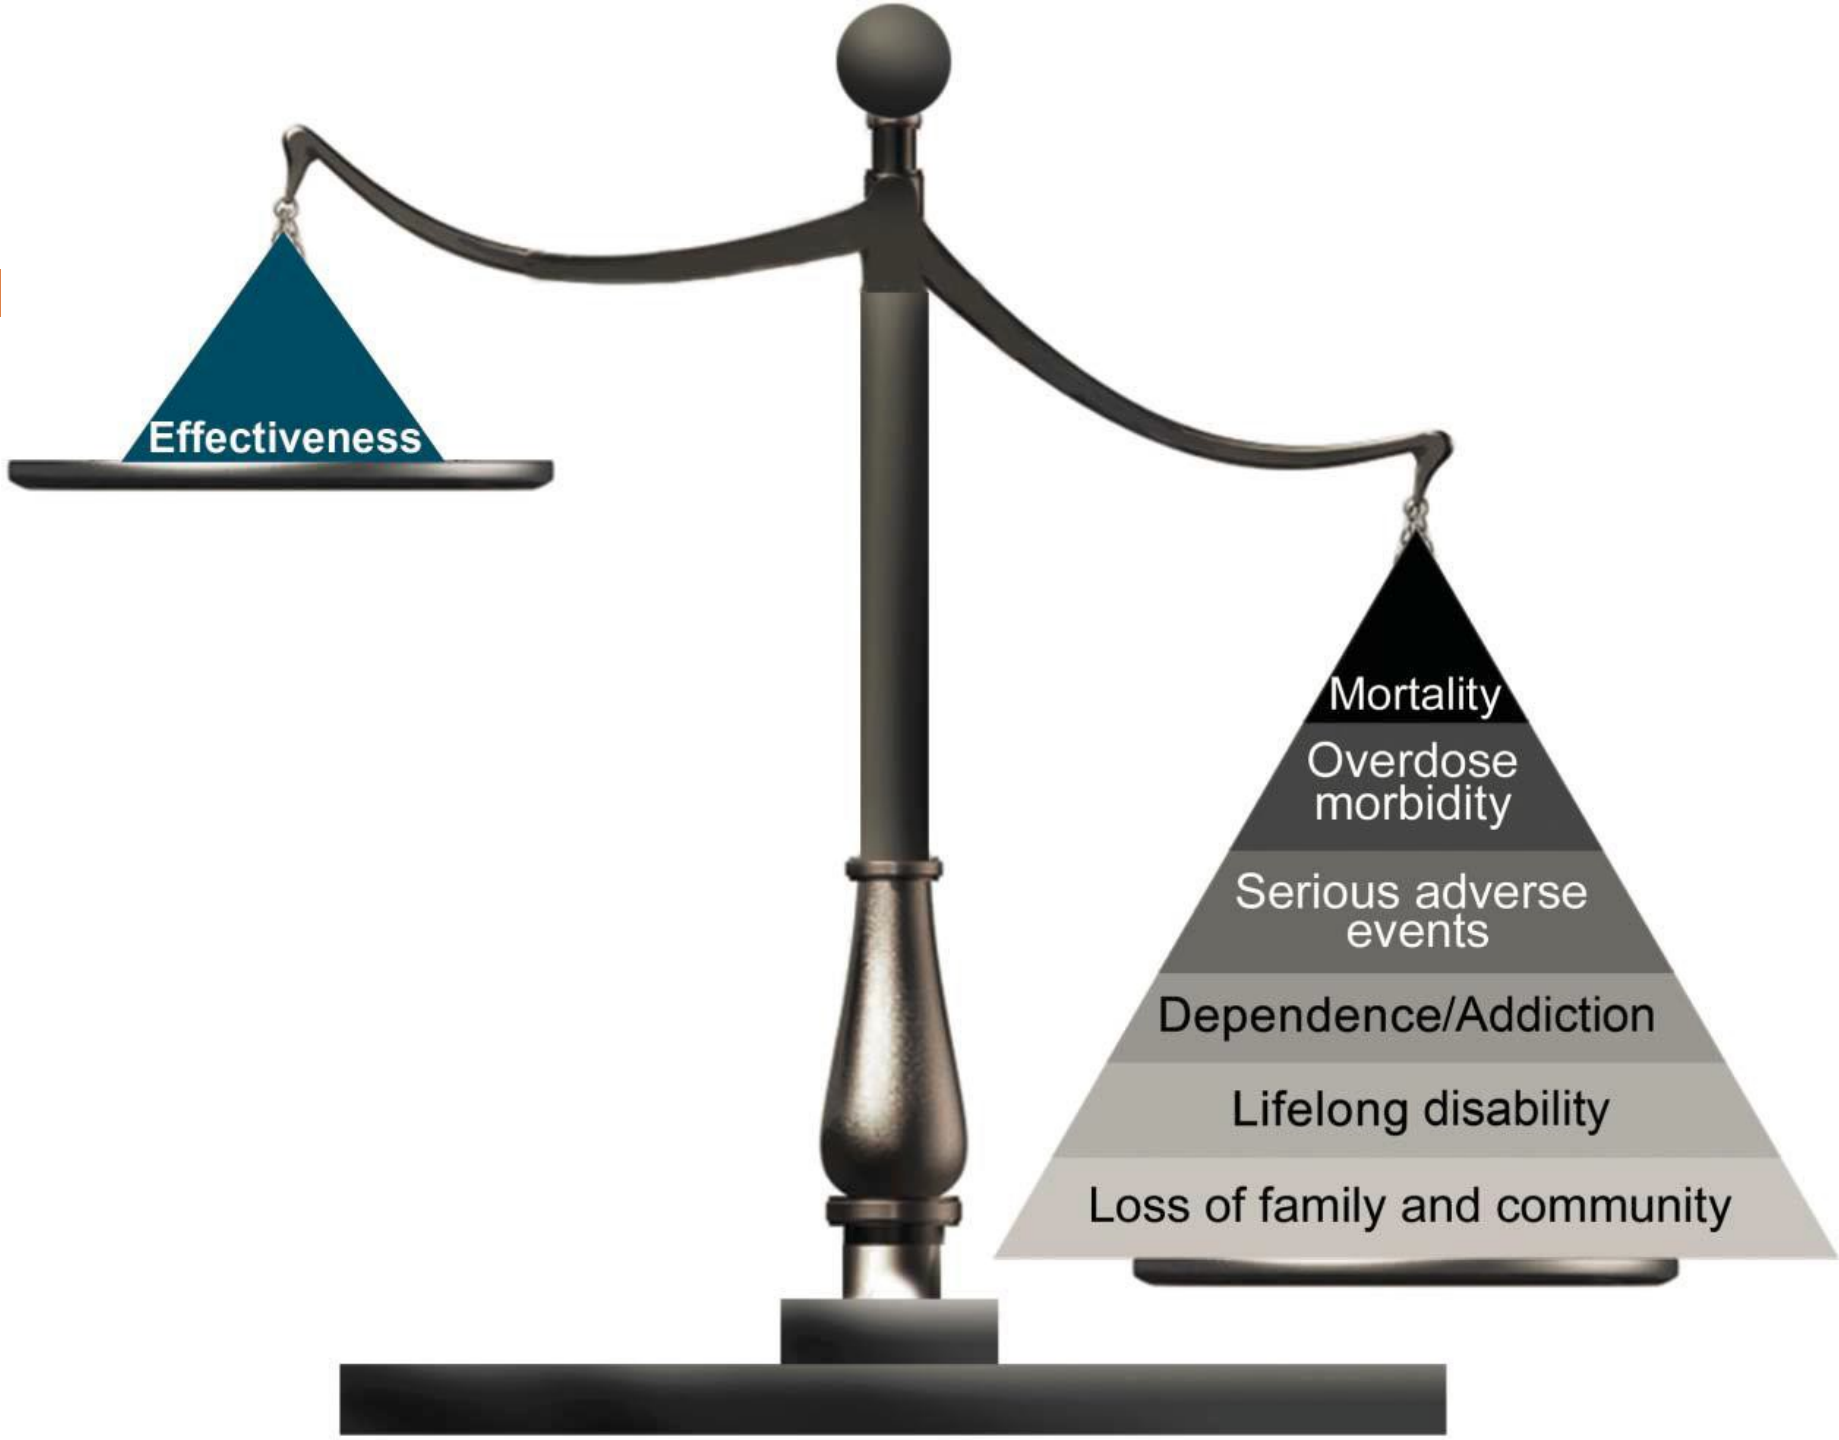 Effectiveness
Mortality
Overdose
morbidity
Serious adverse
events
Dependence/Addiction
Lifelong disability
Loss of family and community